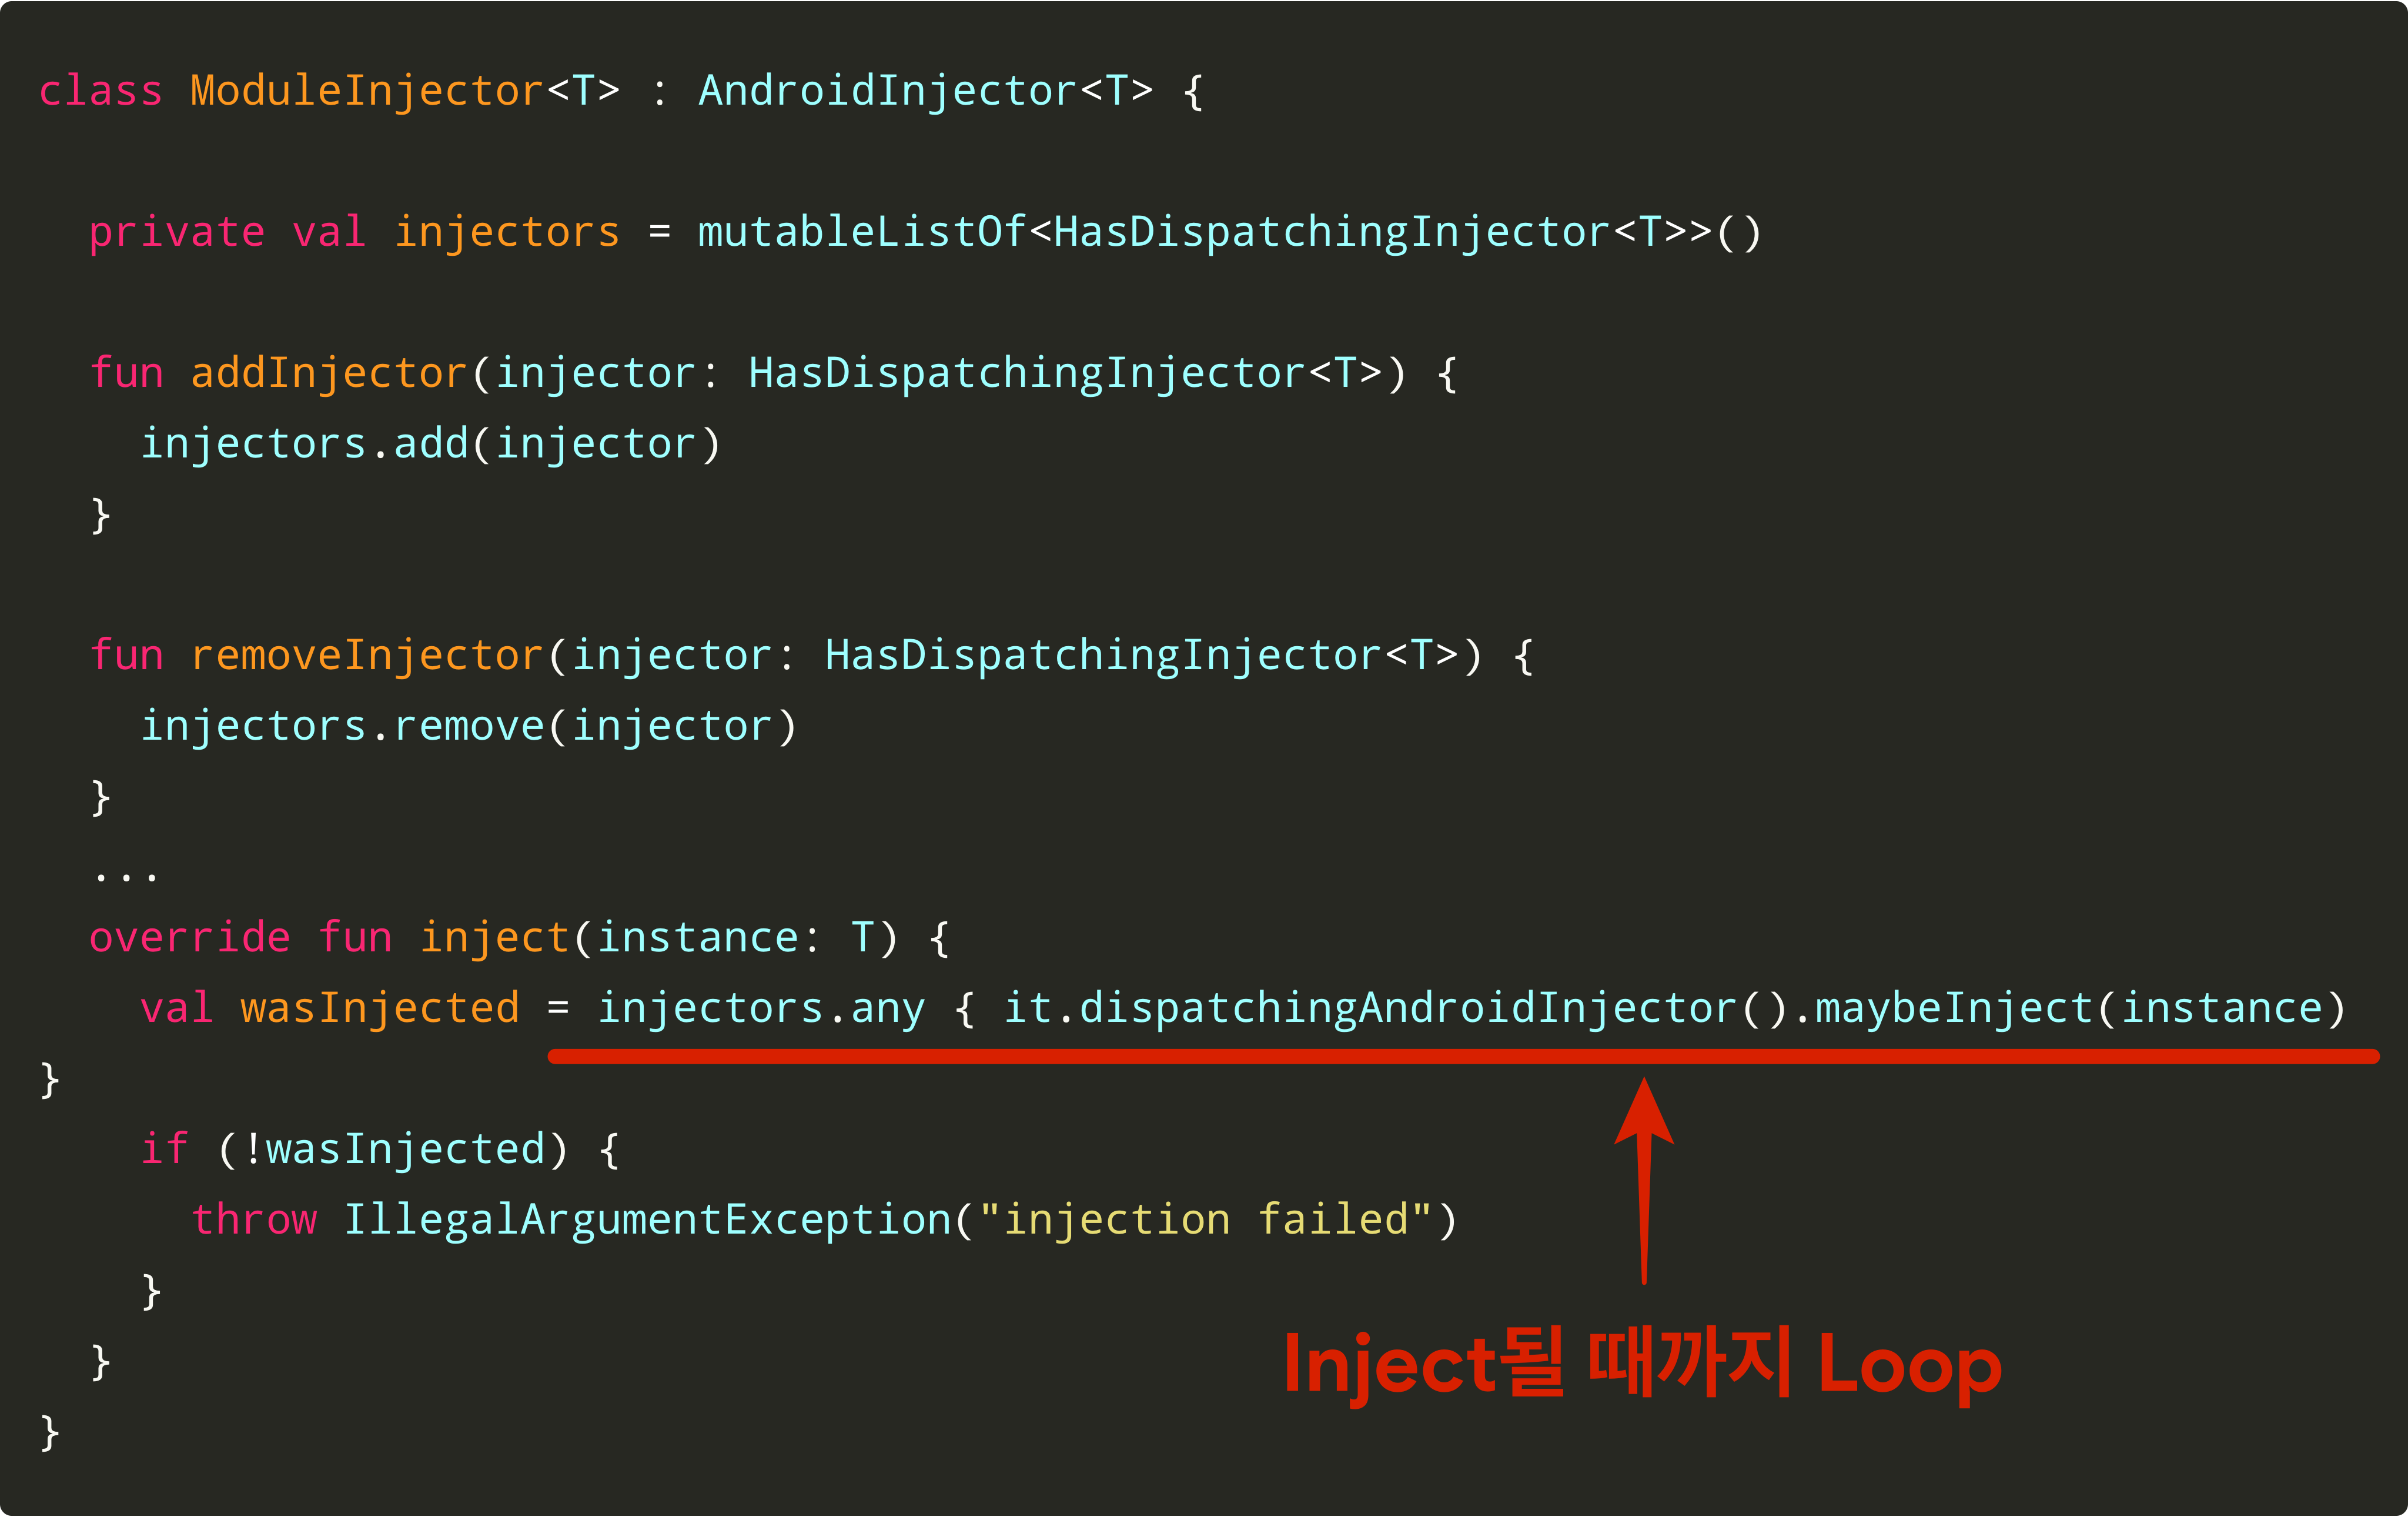 class ModuleInjector<T> : AndroidInjector<T> {
private val injectors = mutableListOf<HasDispatchingInjector<T>>()
fun addInjector(injector: HasDispatchingInjector<T>) {
injectors.add(injector)
}
fun removeInjector(injector: HasDispatchingInjector<T>) {
injectors.remove(injector)
}
...
override fun inject(instance: T) {
val wasInjected = injectors.any { it.dispatchingAndroidInjector().maybeInject(instance)
}
if (!wasInjected) {
throw IllegalArgumentException("injection failed")
}
}
}
Inject될 때까지 Loop